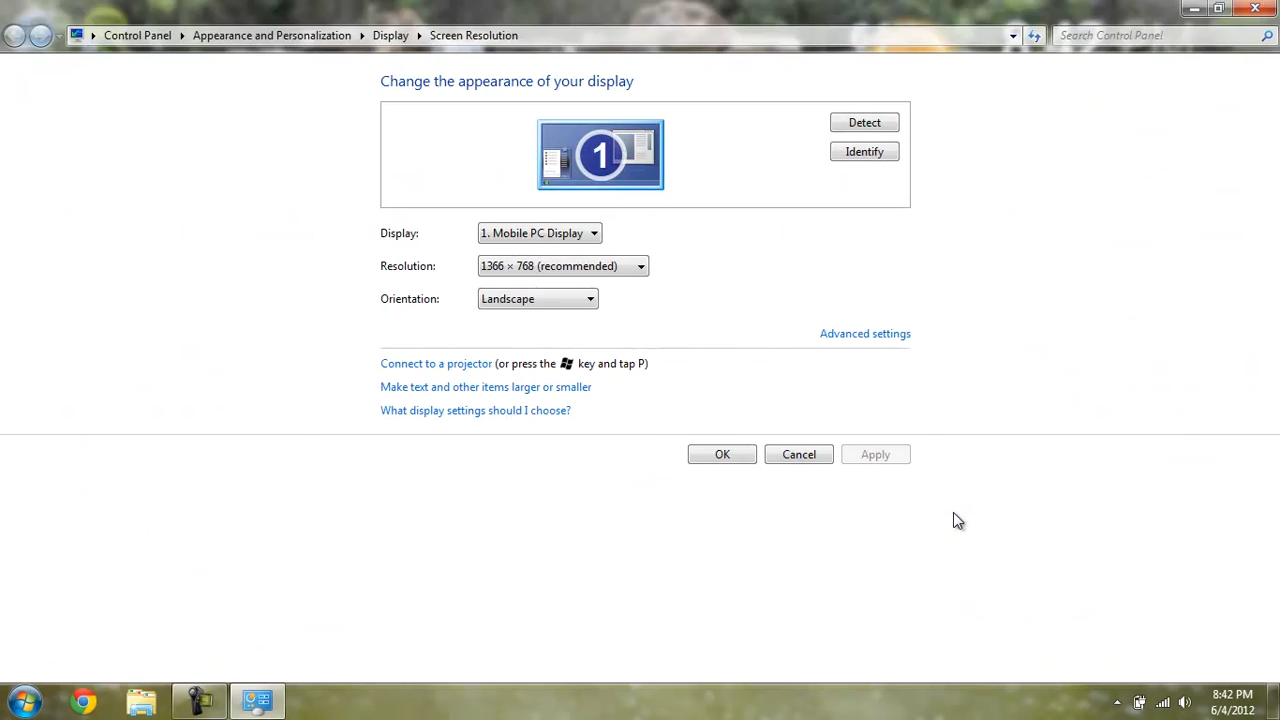 Control Panel Appearance and Personalization Display Screen Resolution
Search Control Panel
Change the appearance of your display
1
Detect
Identify
Display: 1. Mobile PC Display
Resolution: 1366 × 768 (recommended)
Orientation: Landscape
Advanced settings
Connect to a projector (or press the key and tap P)
Make text and other items larger or smaller
What display settings should I choose?
OK Cancel Apply
8:42 PM
6/4/2012